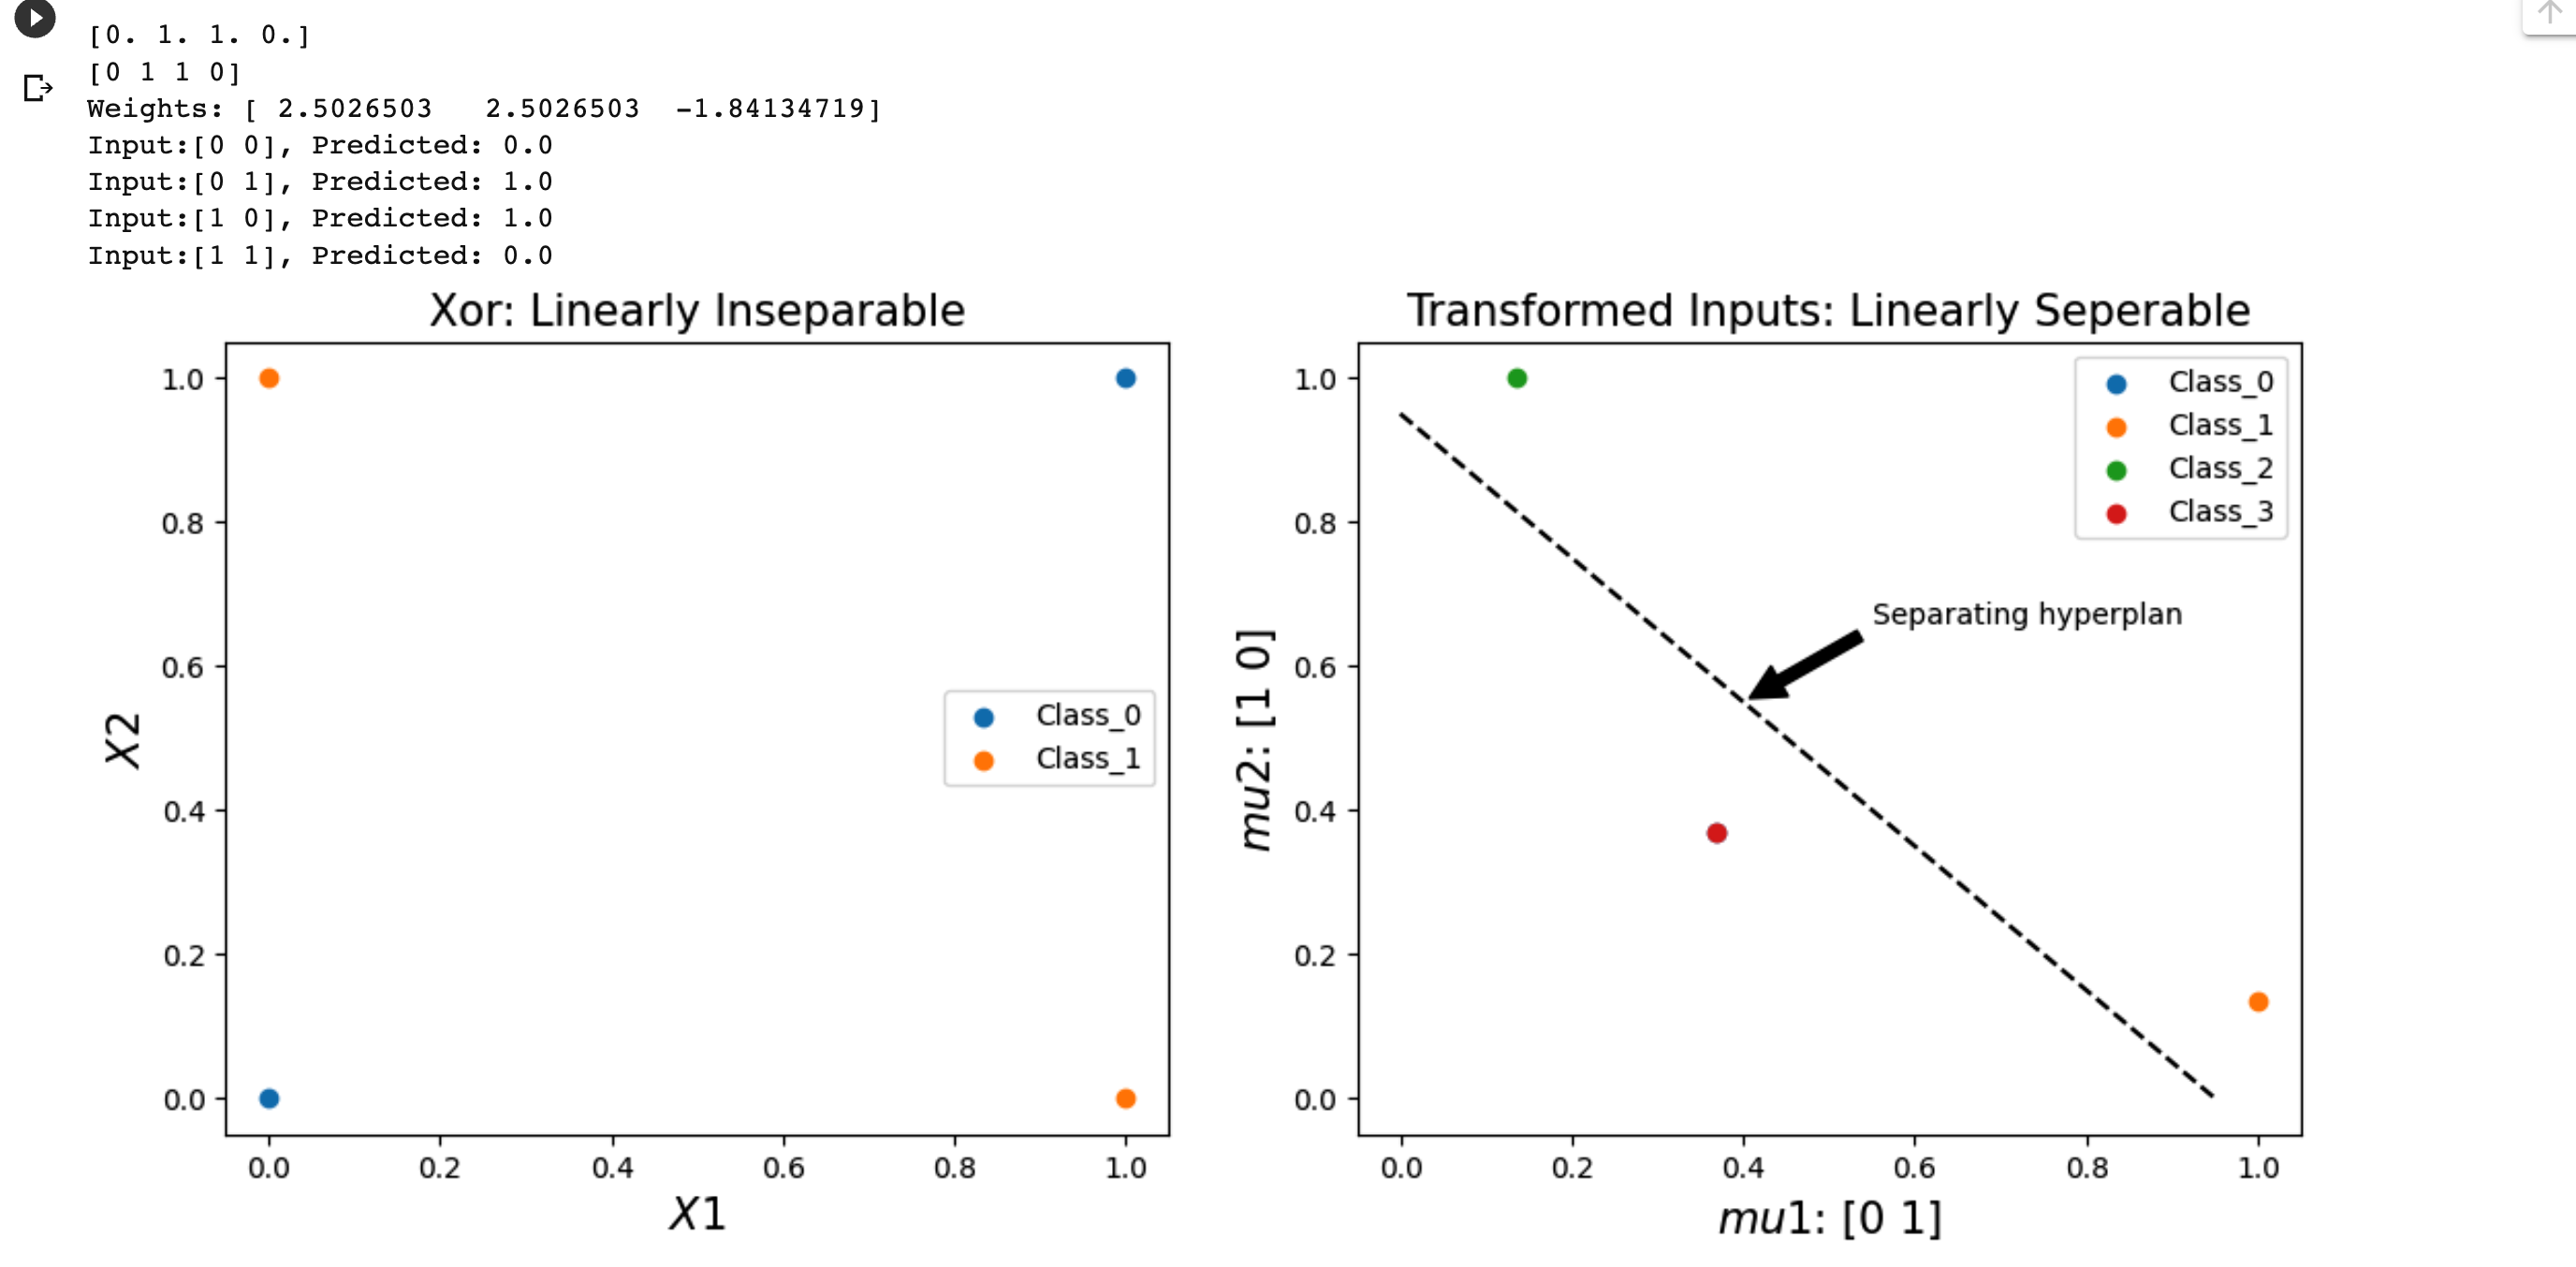 [0. 1. 1. 0.]
[0 1 1 0]
Weights: [ 2.5026503   2.5026503  -1.84134719]
Input:[0 0], Predicted: 0.0
Input:[0 1], Predicted: 1.0
Input:[1 0], Predicted: 1.0
Input:[1 1], Predicted: 0.0
Xor: Linearly Inseparable
1.0
0.8
0.6
0.4
0.2
0.0
X2
Class_0
Class_1
0.0 0.2 0.4 0.6 0.8 1.0
X1
Transformed Inputs: Linearly Seperable
1.0
0.8
0.6
0.4
0.2
0.0
mu2: [1 0]
Class_0
Class_1
Class_2
Class_3
Separating hyperplan
0.0 0.2 0.4 0.6 0.8 1.0
mu1: [0 1]